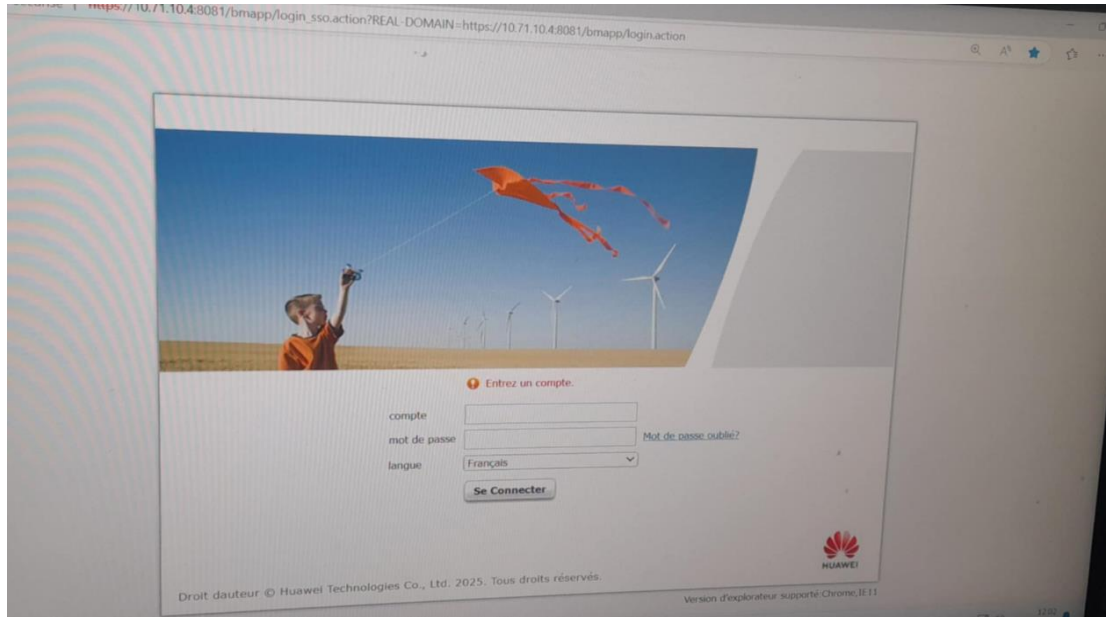 https://10.71.10.4:8081/bmapp/login_sso.action?REAL-DOMAIN=https://10.71.10.4:8081/bmapp/login.action
Entrez un compte.
compte
mot de passe Mot de passe oublié?
langue Français
Se Connecter
HUAWEI
Droit dauteur © Huawei Technologies Co., Ltd. 2025. Tous droits réservés.
Version d'explorateur supporté:Chrome,IE11
12:02